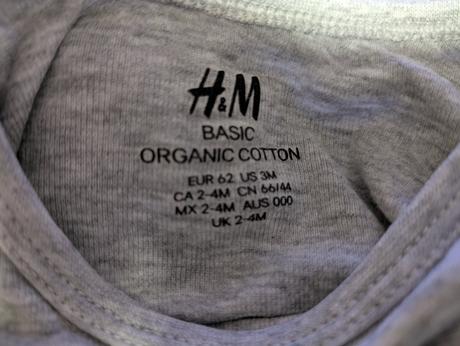 H&M
BASIC
ORGANIC COTTON
EUR 62 US 3M
CA 2-4M CN 66/44
MX 2-4M AUS 000
UK 2-4M